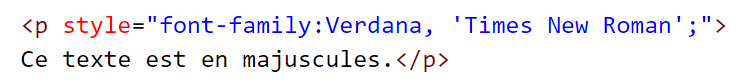 <p style="font-family:Verdana, 'Times New Roman';">
Ce texte est en majuscules.</p>